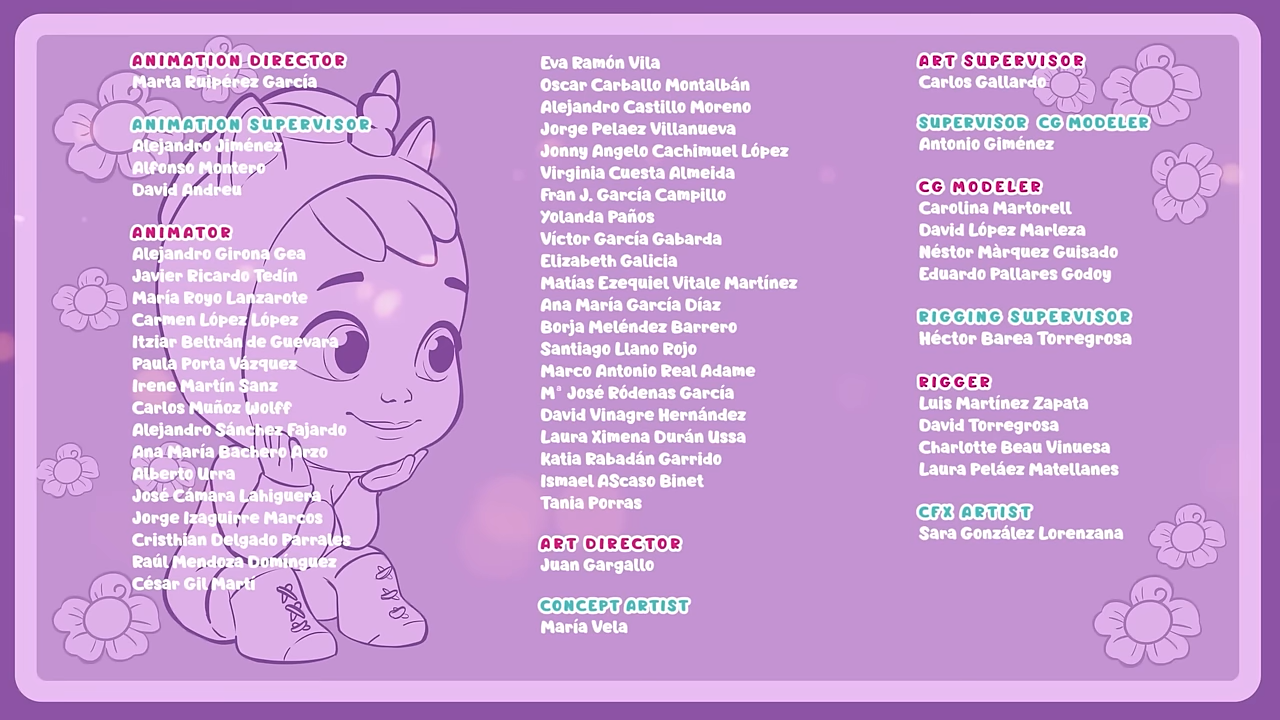 ANIMATION DIRECTOR
Marta Ruipérez García
ANIMATION SUPERVISOR
Alejandro Jiménez
Alfonso Montero
David Andreu
ANIMATOR
Alejandro Girona Gea
Javier Ricardo Tedín
María Royo Lanzarote
Carmen López López
Itziar Beltrán de Guevara
Paula Porta Vázquez
Irene Martín Sanz
Carlos Muñoz Wolff
Alejandro Sánchez Fajardo
Ana María Bachero Arzo
Alberto Urra
José Cámara Lahiguera
Jorge Izaguirre Marcos
Cristhian Delgado Parrales
Raúl Mendoza Domínguez
César Gil Martí
Eva Ramón Vila
Oscar Carballo Montalbán
Alejandro Castillo Moreno
Jorge Pelaez Villanueva
Jonny Angelo Cachimuel López
Virginia Cuesta Almeida
Fran J. García Campillo
Yolanda Paños
Víctor García Gabarda
Elizabeth Galicia
Matías Ezequiel Vitale Martínez
Ana María García Díaz
Borja Meléndez Barrero
Santiago Llano Rojo
Marco Antonio Real Adame
Mª José Ródenas García
David Vinagre Hernández
Laura Ximena Durán Ussa
Katia Rabadán Garrido
Ismael AScaso Binet
Tania Porras
ART DIRECTOR
Juan Gargallo
CONCEPT ARTIST
María Vela
ART SUPERVISOR
Carlos Gallardo
SUPERVISOR CG MODELER
Antonio Giménez
CG MODELER
Carolina Martorell
David López Marleza
Néstor Màrquez Guisado
Eduardo Pallares Godoy
RIGGING SUPERVISOR
Héctor Barea Torregrosa
RIGGER
Luis Martínez Zapata
David Torregrosa
Charlotte Beau Vinuesa
Laura Peláez Matellanes
CFX ARTIST
Sara González Lorenzana